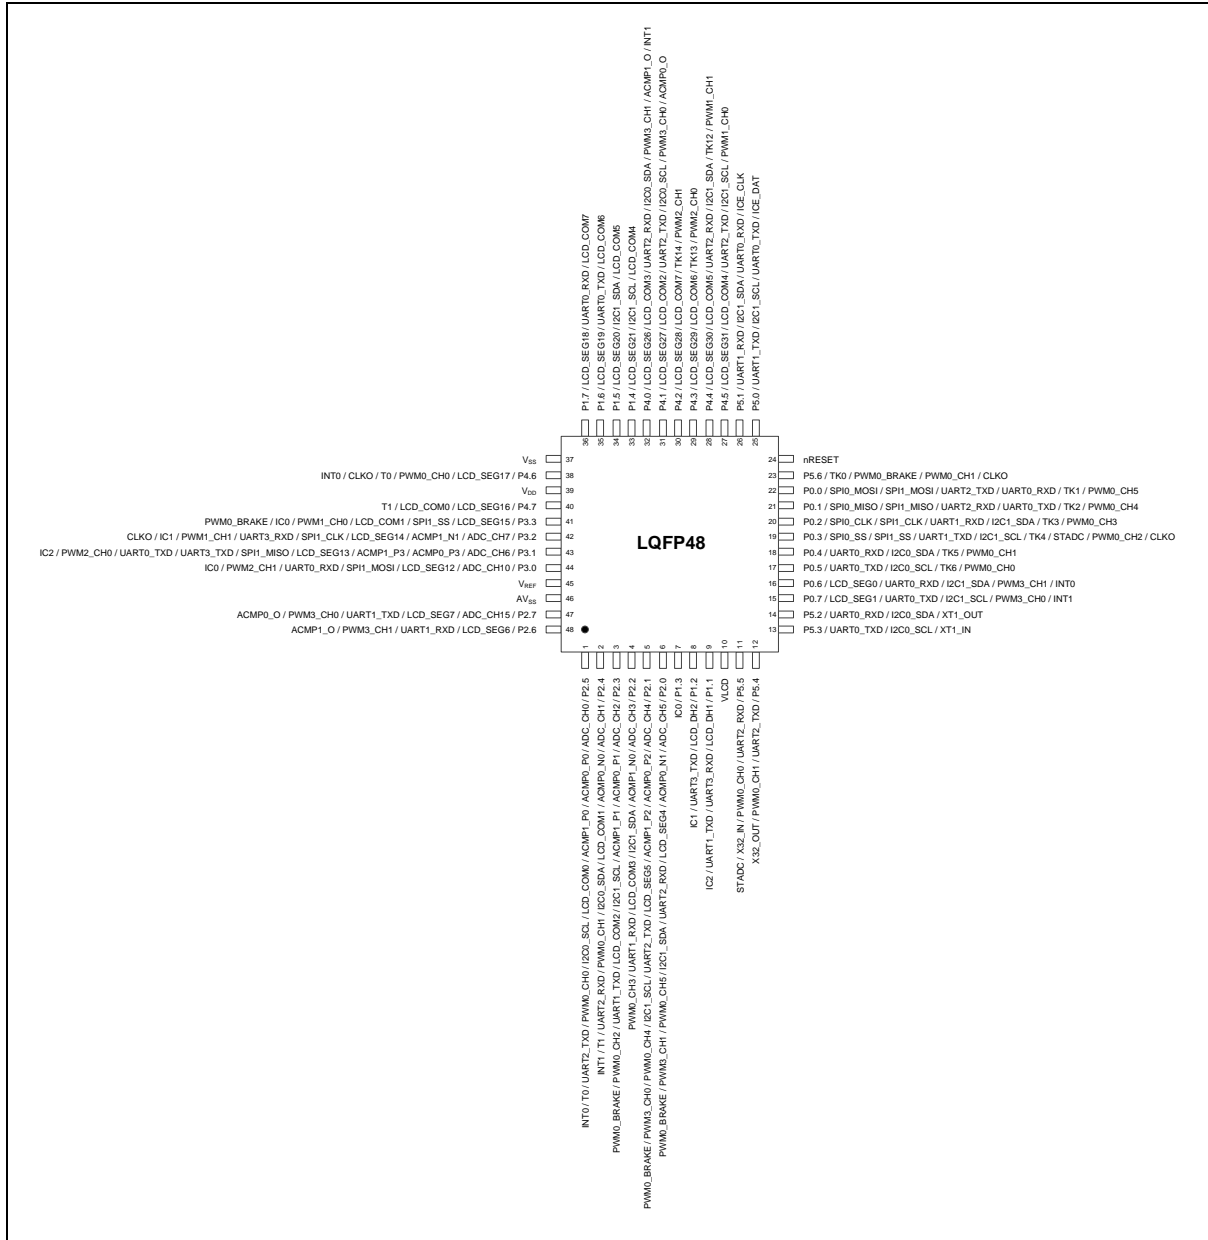 P1.7 / LCD_SEG18 / UART0_RXD / LCD_COM7
P1.6 / LCD_SEG19 / UART0_TXD / LCD_COM6
P1.5 / LCD_SEG20 / I2C1_SDA / LCD_COM5
P1.4 / LCD_SEG21 / I2C1_SCL / LCD_COM4
P4.0 / LCD_SEG26 / LCD_COM3 / UART2_RXD / I2C0_SDA / PWM3_CH1 / ACMP1_O / INT1
P4.1 / LCD_SEG27 / LCD_COM2 / UART2_TXD / I2C0_SCL / PWM3_CH0 / ACMP0_O
P4.2 / LCD_SEG28 / LCD_COM7 / TK14 / PWM2_CH1
P4.3 / LCD_SEG29 / LCD_COM6 / TK13 / PWM2_CH0
P4.4 / LCD_SEG30 / LCD_COM5 / UART2_RXD / I2C1_SDA / TK12 / PWM1_CH1
P4.5 / LCD_SEG31 / LCD_COM4 / UART2_TXD / I2C1_SCL / PWM1_CH0
P5.1 / UART1_RXD / I2C1_SDA / UART0_RXD / ICE_CLK
P5.0 / UART1_TXD / I2C1_SCL / UART0_TXD / ICE_DAT
36 35 34 33 32 31 30 29 28 27 26 25
VSS 37
INT0 / CLKO / T0 / PWM0_CH0 / LCD_SEG17 / P4.6 38
VDD 39
T1 / LCD_COM0 / LCD_SEG16 / P4.7 40
PWM0_BRAKE / IC0 / PWM1_CH0 / LCD_COM1 / SPI1_SS / LCD_SEG15 / P3.3 41
CLKO / IC1 / PWM1_CH1 / UART3_RXD / SPI1_CLK / LCD_SEG14 / ACMP1_N1 / ADC_CH7 / P3.2 42
IC2 / PWM2_CH0 / UART0_TXD / UART3_TXD / SPI1_MISO / LCD_SEG13 / ACMP1_P3 / ACMP0_P3 / ADC_CH6 / P3.1 43
IC0 / PWM2_CH1 / UART0_RXD / SPI1_MOSI / LCD_SEG12 / ADC_CH10 / P3.0 44
VREF 45
AVSS 46
ACMP0_O / PWM3_CH0 / UART1_TXD / LCD_SEG7 / ADC_CH15 / P2.7 47
ACMP1_O / PWM3_CH1 / UART1_RXD / LCD_SEG6 / P2.6 48
LQFP48
24 nRESET
23 P5.6 / TK0 / PWM0_BRAKE / PWM0_CH1 / CLKO
22 P0.0 / SPI0_MOSI / SPI1_MOSI / UART2_TXD / UART0_RXD / TK1 / PWM0_CH5
21 P0.1 / SPI0_MISO / SPI1_MISO / UART2_RXD / UART0_TXD / TK2 / PWM0_CH4
20 P0.2 / SPI0_CLK / SPI1_CLK / UART1_RXD / I2C1_SDA / TK3 / PWM0_CH3
19 P0.3 / SPI0_SS / SPI1_SS / UART1_TXD / I2C1_SCL / TK4 / STADC / PWM0_CH2 / CLKO
18 P0.4 / UART0_RXD / I2C0_SDA / TK5 / PWM0_CH1
17 P0.5 / UART0_TXD / I2C0_SCL / TK6 / PWM0_CH0
16 P0.6 / LCD_SEG0 / UART0_RXD / I2C1_SDA / PWM3_CH1 / INT0
15 P0.7 / LCD_SEG1 / UART0_TXD / I2C1_SCL / PWM3_CH0 / INT1
14 P5.2 / UART0_RXD / I2C0_SDA / XT1_OUT
13 P5.3 / UART0_TXD / I2C0_SCL / XT1_IN
1 2 3 4 5 6 7 8 9 10 11 12
INT0 / T0 / UART2_TXD / PWM0_CH0 / I2C0_SCL / LCD_COM0 / ACMP1_P0 / ACMP0_P0 / ADC_CH0 / P2.5
INT1 / T1 / UART2_RXD / PWM0_CH1 / I2C0_SDA / LCD_COM1 / ACMP0_N0 / ADC_CH1 / P2.4
PWM0_BRAKE / PWM0_CH2 / UART1_TXD / LCD_COM2 / I2C1_SCL / ACMP1_P1 / ACMP0_P1 / ADC_CH2 / P2.3
PWM0_CH3 / UART1_RXD / LCD_COM3 / I2C1_SDA / ACMP1_N0 / ADC_CH3 / P2.2
PWM0_BRAKE / PWM3_CH0 / PWM0_CH4 / I2C1_SCL / UART2_TXD / LCD_SEG5 / ACMP1_P2 / ACMP0_P2 / ADC_CH4 / P2.1
PWM0_BRAKE / PWM3_CH1 / PWM0_CH5 / I2C1_SDA / UART2_RXD / LCD_SEG4 / ACMP0_N1 / ADC_CH5 / P2.0
IC0 / P1.3
IC1 / UART3_TXD / LCD_DH2 / P1.2
IC2 / UART1_TXD / UART3_RXD / LCD_DH1 / P1.1
VLCD
STADC / X32_IN / PWM0_CH0 / UART2_RXD / P5.5
X32_OUT / PWM0_CH1 / UART2_TXD / P5.4